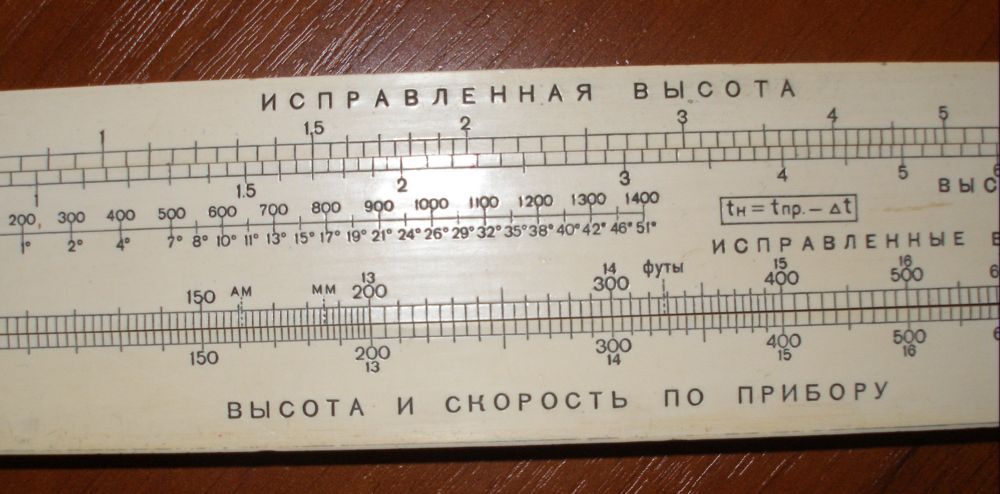 ИСПРАВЛЕННАЯ ВЫСОТА
1 1,5 2 3 4 5
1 1.5 2 3 4 5 6
ВЫС
200 300 400 500 600 700 800 900 1000 1100 1200 1300 1400
tн = tпр. – Δt
1° 2° 4° 7° 8° 10° 11° 13° 15° 17° 19° 21° 24° 26° 29° 32° 35° 38° 40° 42° 46° 51°
ИСПРАВЛЕННЫЕ В
13 14 15 16
150 АМ ММ 200 300 футы 400 500 6
150 200 300 400 500 6
13 14 15 16
ВЫСОТА И СКОРОСТЬ ПО ПРИБОРУ